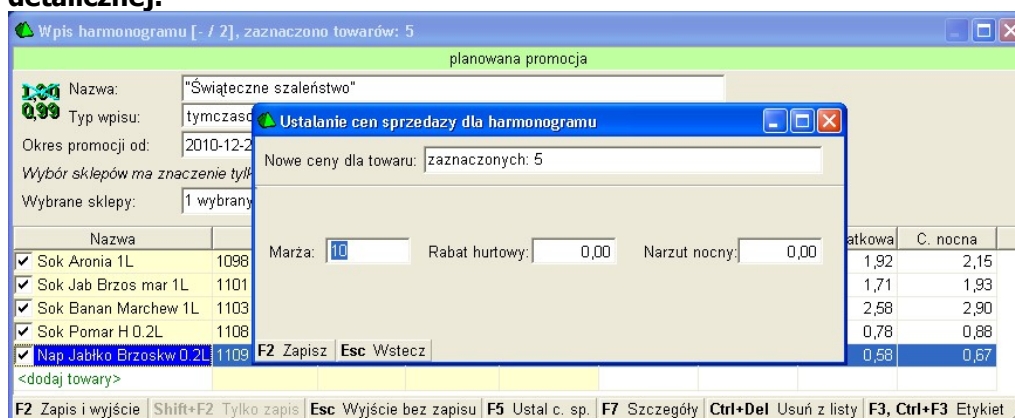 detalicznej.
Wpis harmonogramu [- / 2], zaznaczono towarów: 5
planowana promocja
Nazwa: "Świąteczne szaleństwo"
Typ wpisu: tymczaso
Okres promocji od: 2010-12-2
Wybór sklepów ma znaczenie tylk
Wybrane sklepy: 1 wybrany
Ustalanie cen sprzedazy dla harmonogramu
Nowe ceny dla towaru: zaznaczonych: 5
Marża: 10 Rabat hurtowy: 0,00 Narzut nocny: 0,00
F2 Zapisz Esc Wstecz
Nazwa atkowa C. nocna
Sok Aronia 1L 1098 1,92 2,15
Sok Jab Brzos mar 1L 1101 1,71 1,93
Sok Banan Marchew 1L 1103 2,58 2,90
Sok Pomar H 0.2L 1108 0,78 0,88
Nap Jabłko Brzoskw 0.2L 1109 0,58 0,67
<dodaj towary>
F2 Zapis i wyjście Shift+F2 Tylko zapis Esc Wyjście bez zapisu F5 Ustal c. sp. F7 Szczegóły Ctrl+Del Usuń z listy F3, Ctrl+F3 Etykiet